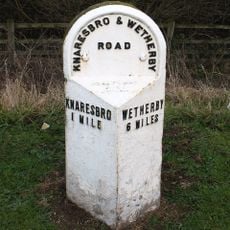 KNARESBRO & WETHERBY
ROAD
KNARESBRO
1 MILE
WETHERBY
6 MILES